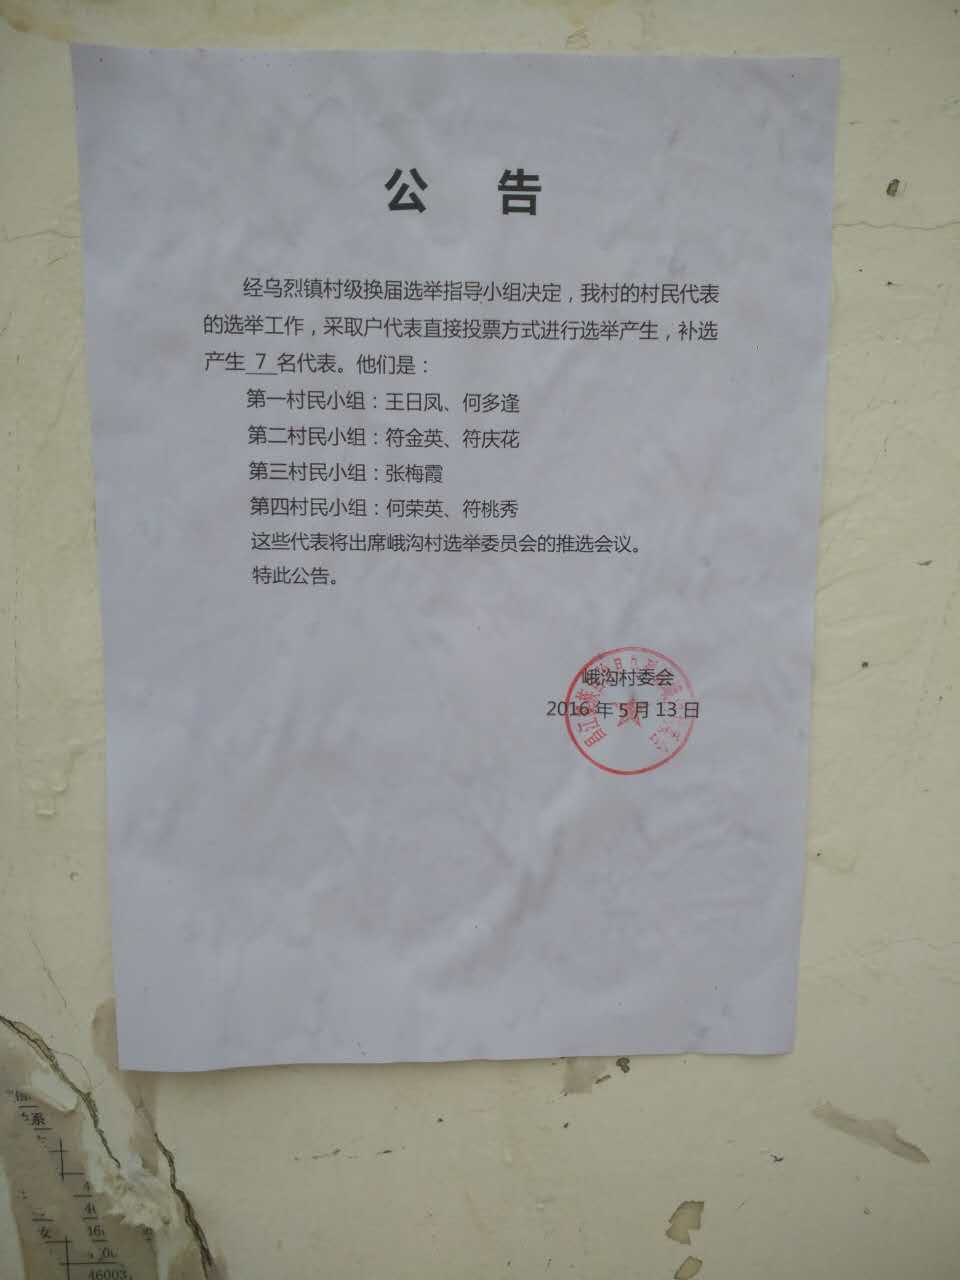 公 告
经乌烈镇村级换届选举指导小组决定，我村的村民代表
的选举工作，采取户代表直接投票方式进行选举产生，补选
产生 7 名代表。他们是：
第一村民小组：王日凤、何多逢
第二村民小组：符金英、符庆花
第三村民小组：张梅霞
第四村民小组：何荣英、符桃秀
这些代表将出席峨沟村选举委员会的推选会议。
特此公告。
峨沟村委会
2016 年 5 月 13 日
系
女
46003